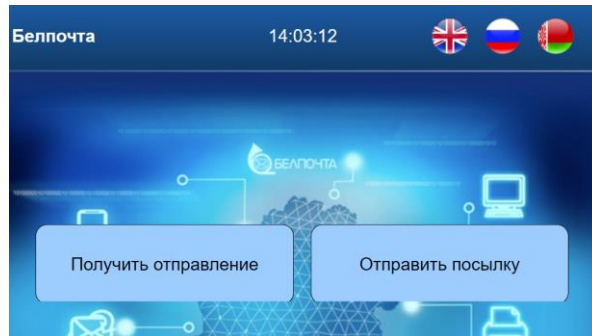 Белпочта 14:03:12
БЕЛПОЧТА
Получить отправление Отправить посылку